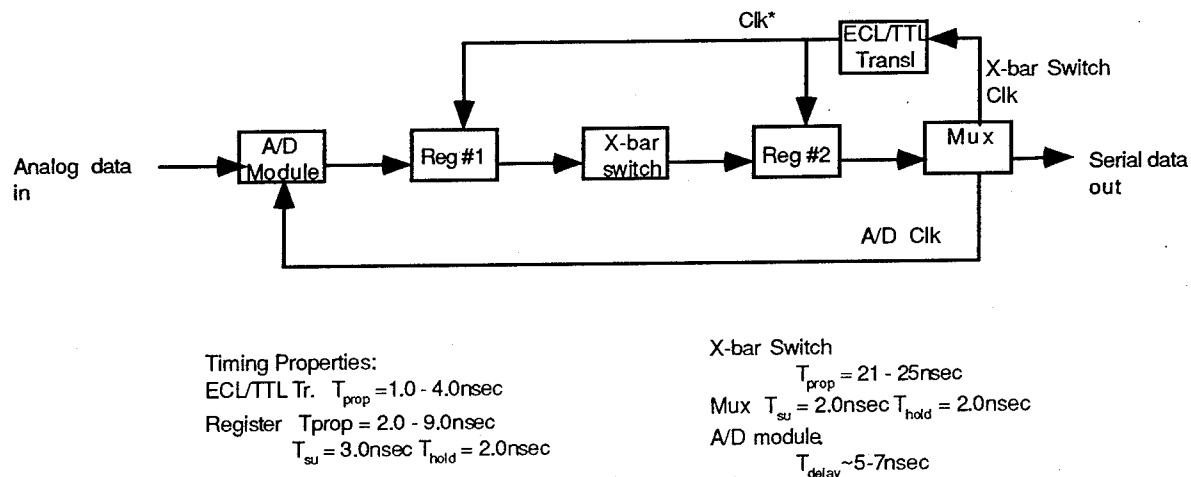 Clk*
ECL/TTL
Transl
X-bar Switch
Clk
Analog data
in
A/D
Module
Reg #1
X-bar
switch
Reg #2
Mux
Serial data
out
A/D Clk
Timing Properties:
ECL/TTL Tr. Tprop =1.0 - 4.0nsec
Register Tprop = 2.0 - 9.0nsec
Tsu = 3.0nsec Thold = 2.0nsec
X-bar Switch
Tprop = 21 - 25nsec
Mux Tsu = 2.0nsec Thold = 2.0nsec
A/D module.
Tdelay~5-7nsec